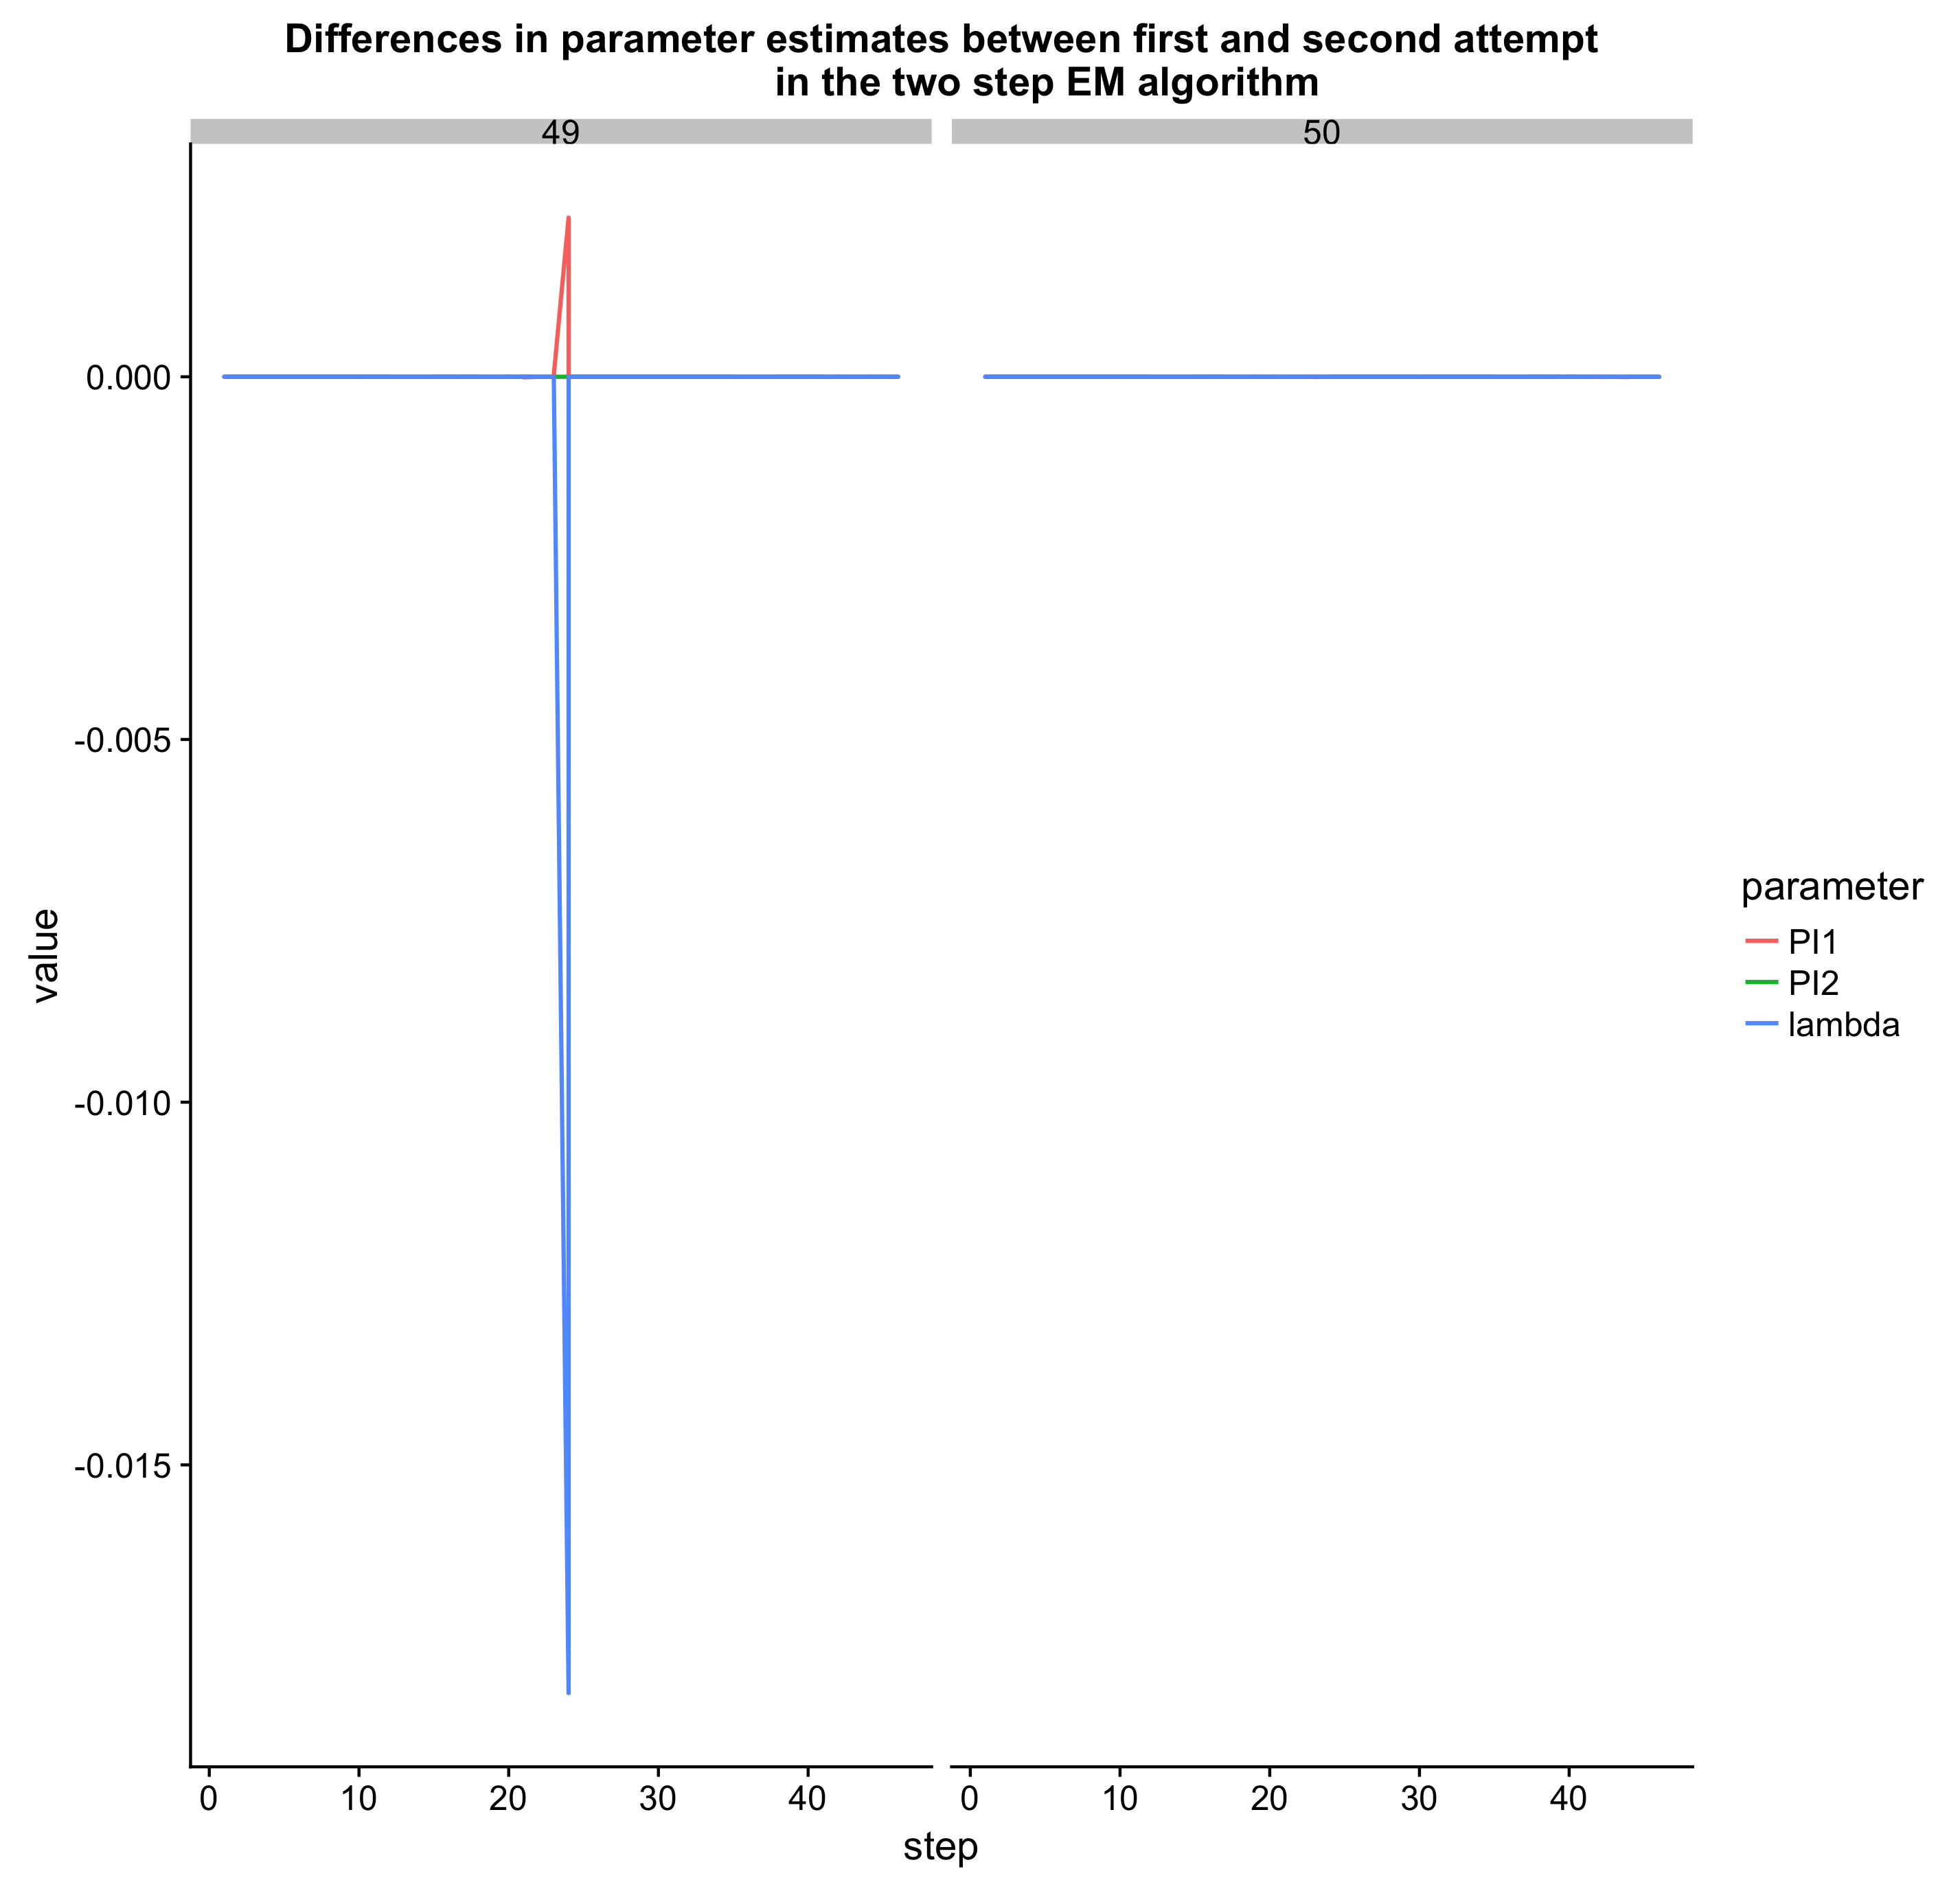 Differences in parameter estimates between first and second attempt
in the two step EM algorithm
49
50
0.000
-0.005
-0.010
-0.015
value
0 10 20 30 40
0 10 20 30 40
step
parameter
PI1
PI2
lambda